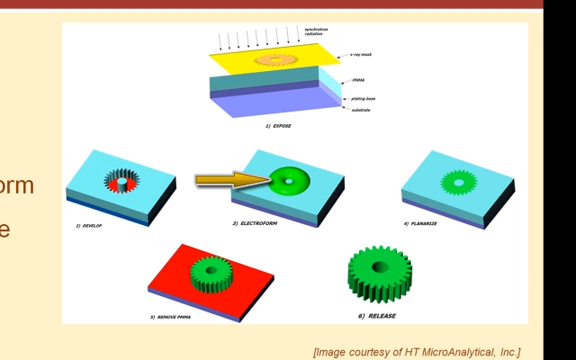 synchrotron
radiation
x-ray mask
PMMA
plating base
substrate
1) EXPOSE
orm
e
2) DEVELOP
3) ELECTROFORM
4) PLANARIZE
5) REMOVE PMMA
6) RELEASE
[Image courtesy of HT MicroAnalytical, Inc.]